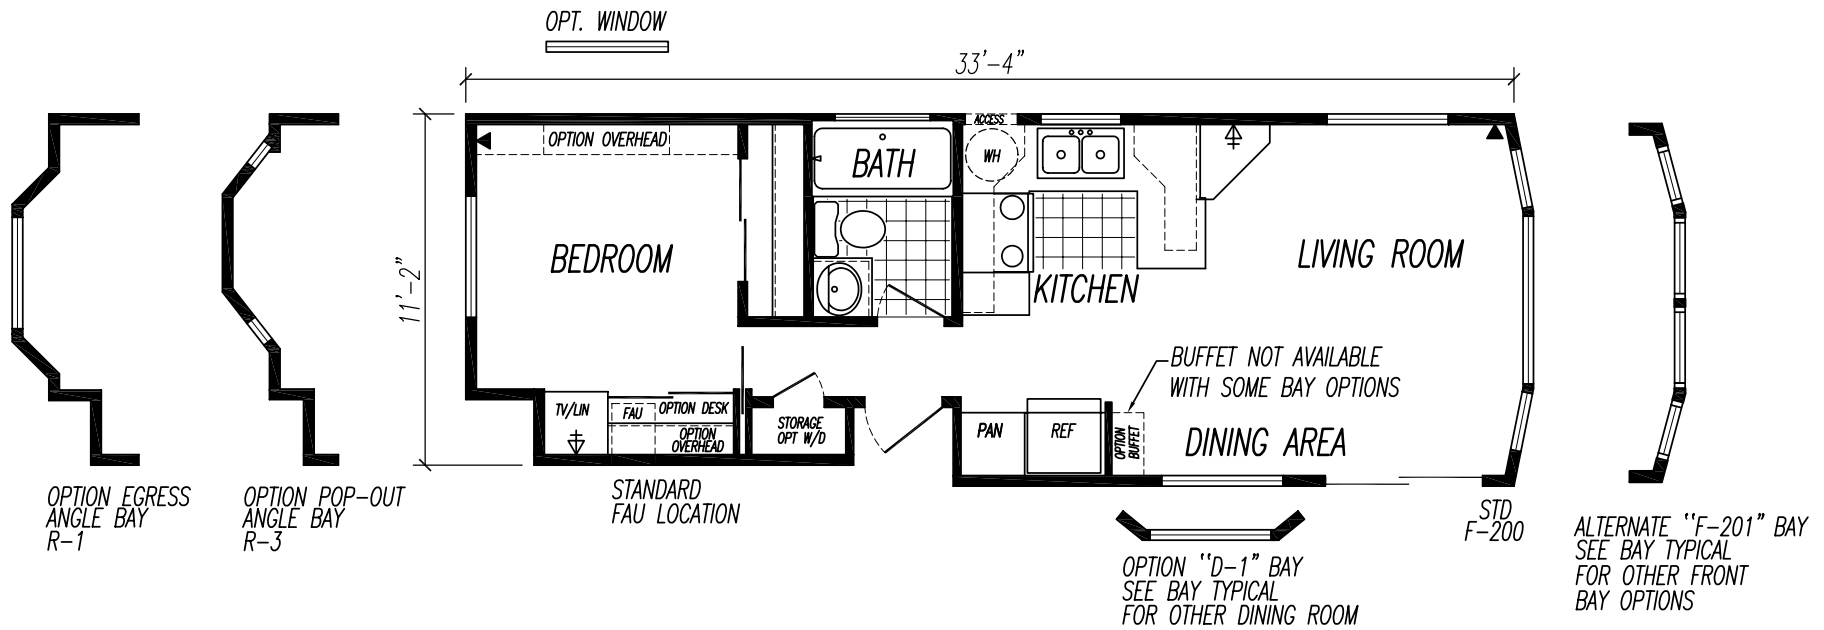 OPT. WINDOW
33'-4"
11'-2"
OPTION OVERHEAD
BATH
ACCESS
WH
BEDROOM
KITCHEN
LIVING ROOM
BUFFET NOT AVAILABLE
WITH SOME BAY OPTIONS
TV/LIN
FAU
OPTION DESK
OPTION
OVERHEAD
STORAGE
OPT W/D
PAN
REF
OPTION
BUFFET
DINING AREA
OPTION EGRESS
ANGLE BAY
R-1
OPTION POP-OUT
ANGLE BAY
R-3
STANDARD
FAU LOCATION
STD
F-200
OPTION "D-1" BAY
SEE BAY TYPICAL
FOR OTHER DINING ROOM
ALTERNATE "F-201" BAY
SEE BAY TYPICAL
FOR OTHER FRONT
BAY OPTIONS